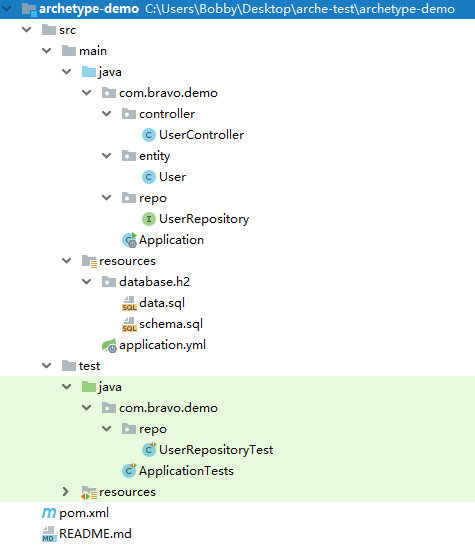 archetype-demo C:\Users\Bobby\Desktop\arche-test\archetype-demo
src
main
java
com.bravo.demo
controller
C UserController
entity
C User
repo
I UserRepository
Application
resources
database.h2
SQL data.sql
SQL schema.sql
application.yml
test
java
com.bravo.demo
repo
C UserRepositoryTest
C ApplicationTests
resources
m pom.xml
MD README.md